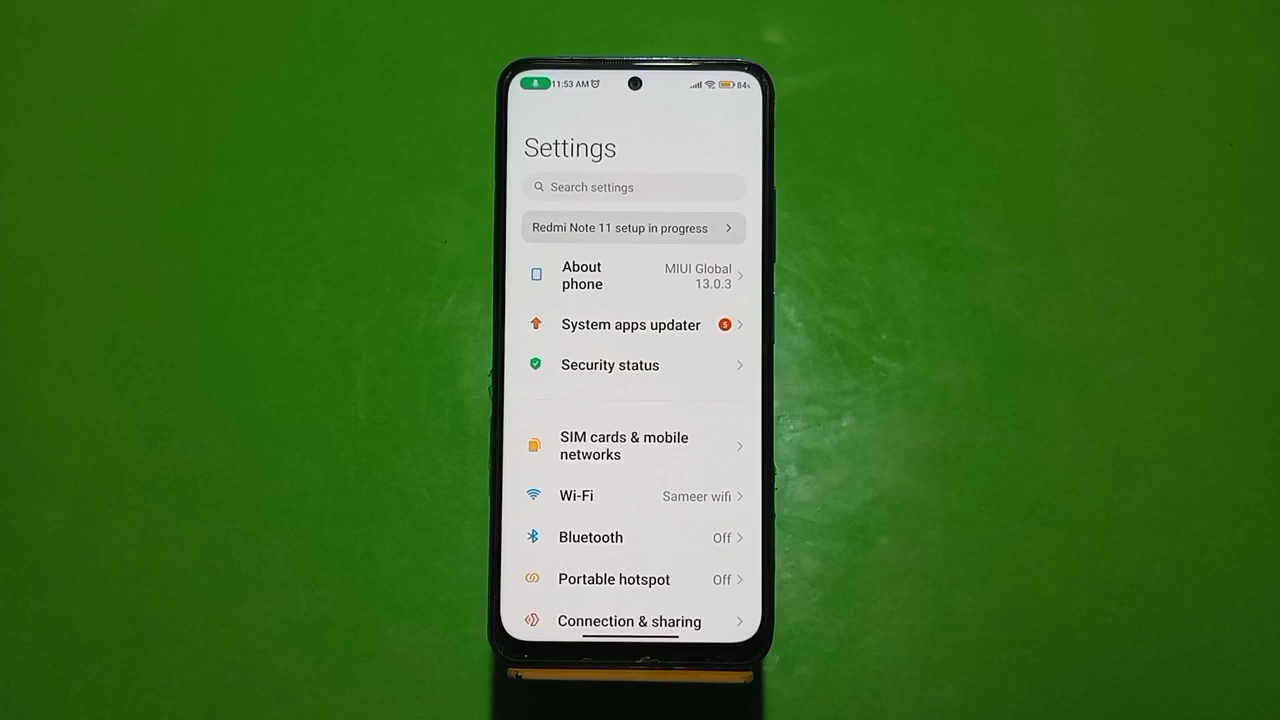 11:53 AM 84%
Settings
Search settings
Redmi Note 11 setup in progress
About
phone
MIUI Global
13.0.3
System apps updater 5
Security status
SIM cards & mobile
networks
Wi-Fi Sameer wifi
Bluetooth Off
Portable hotspot Off
Connection & sharing